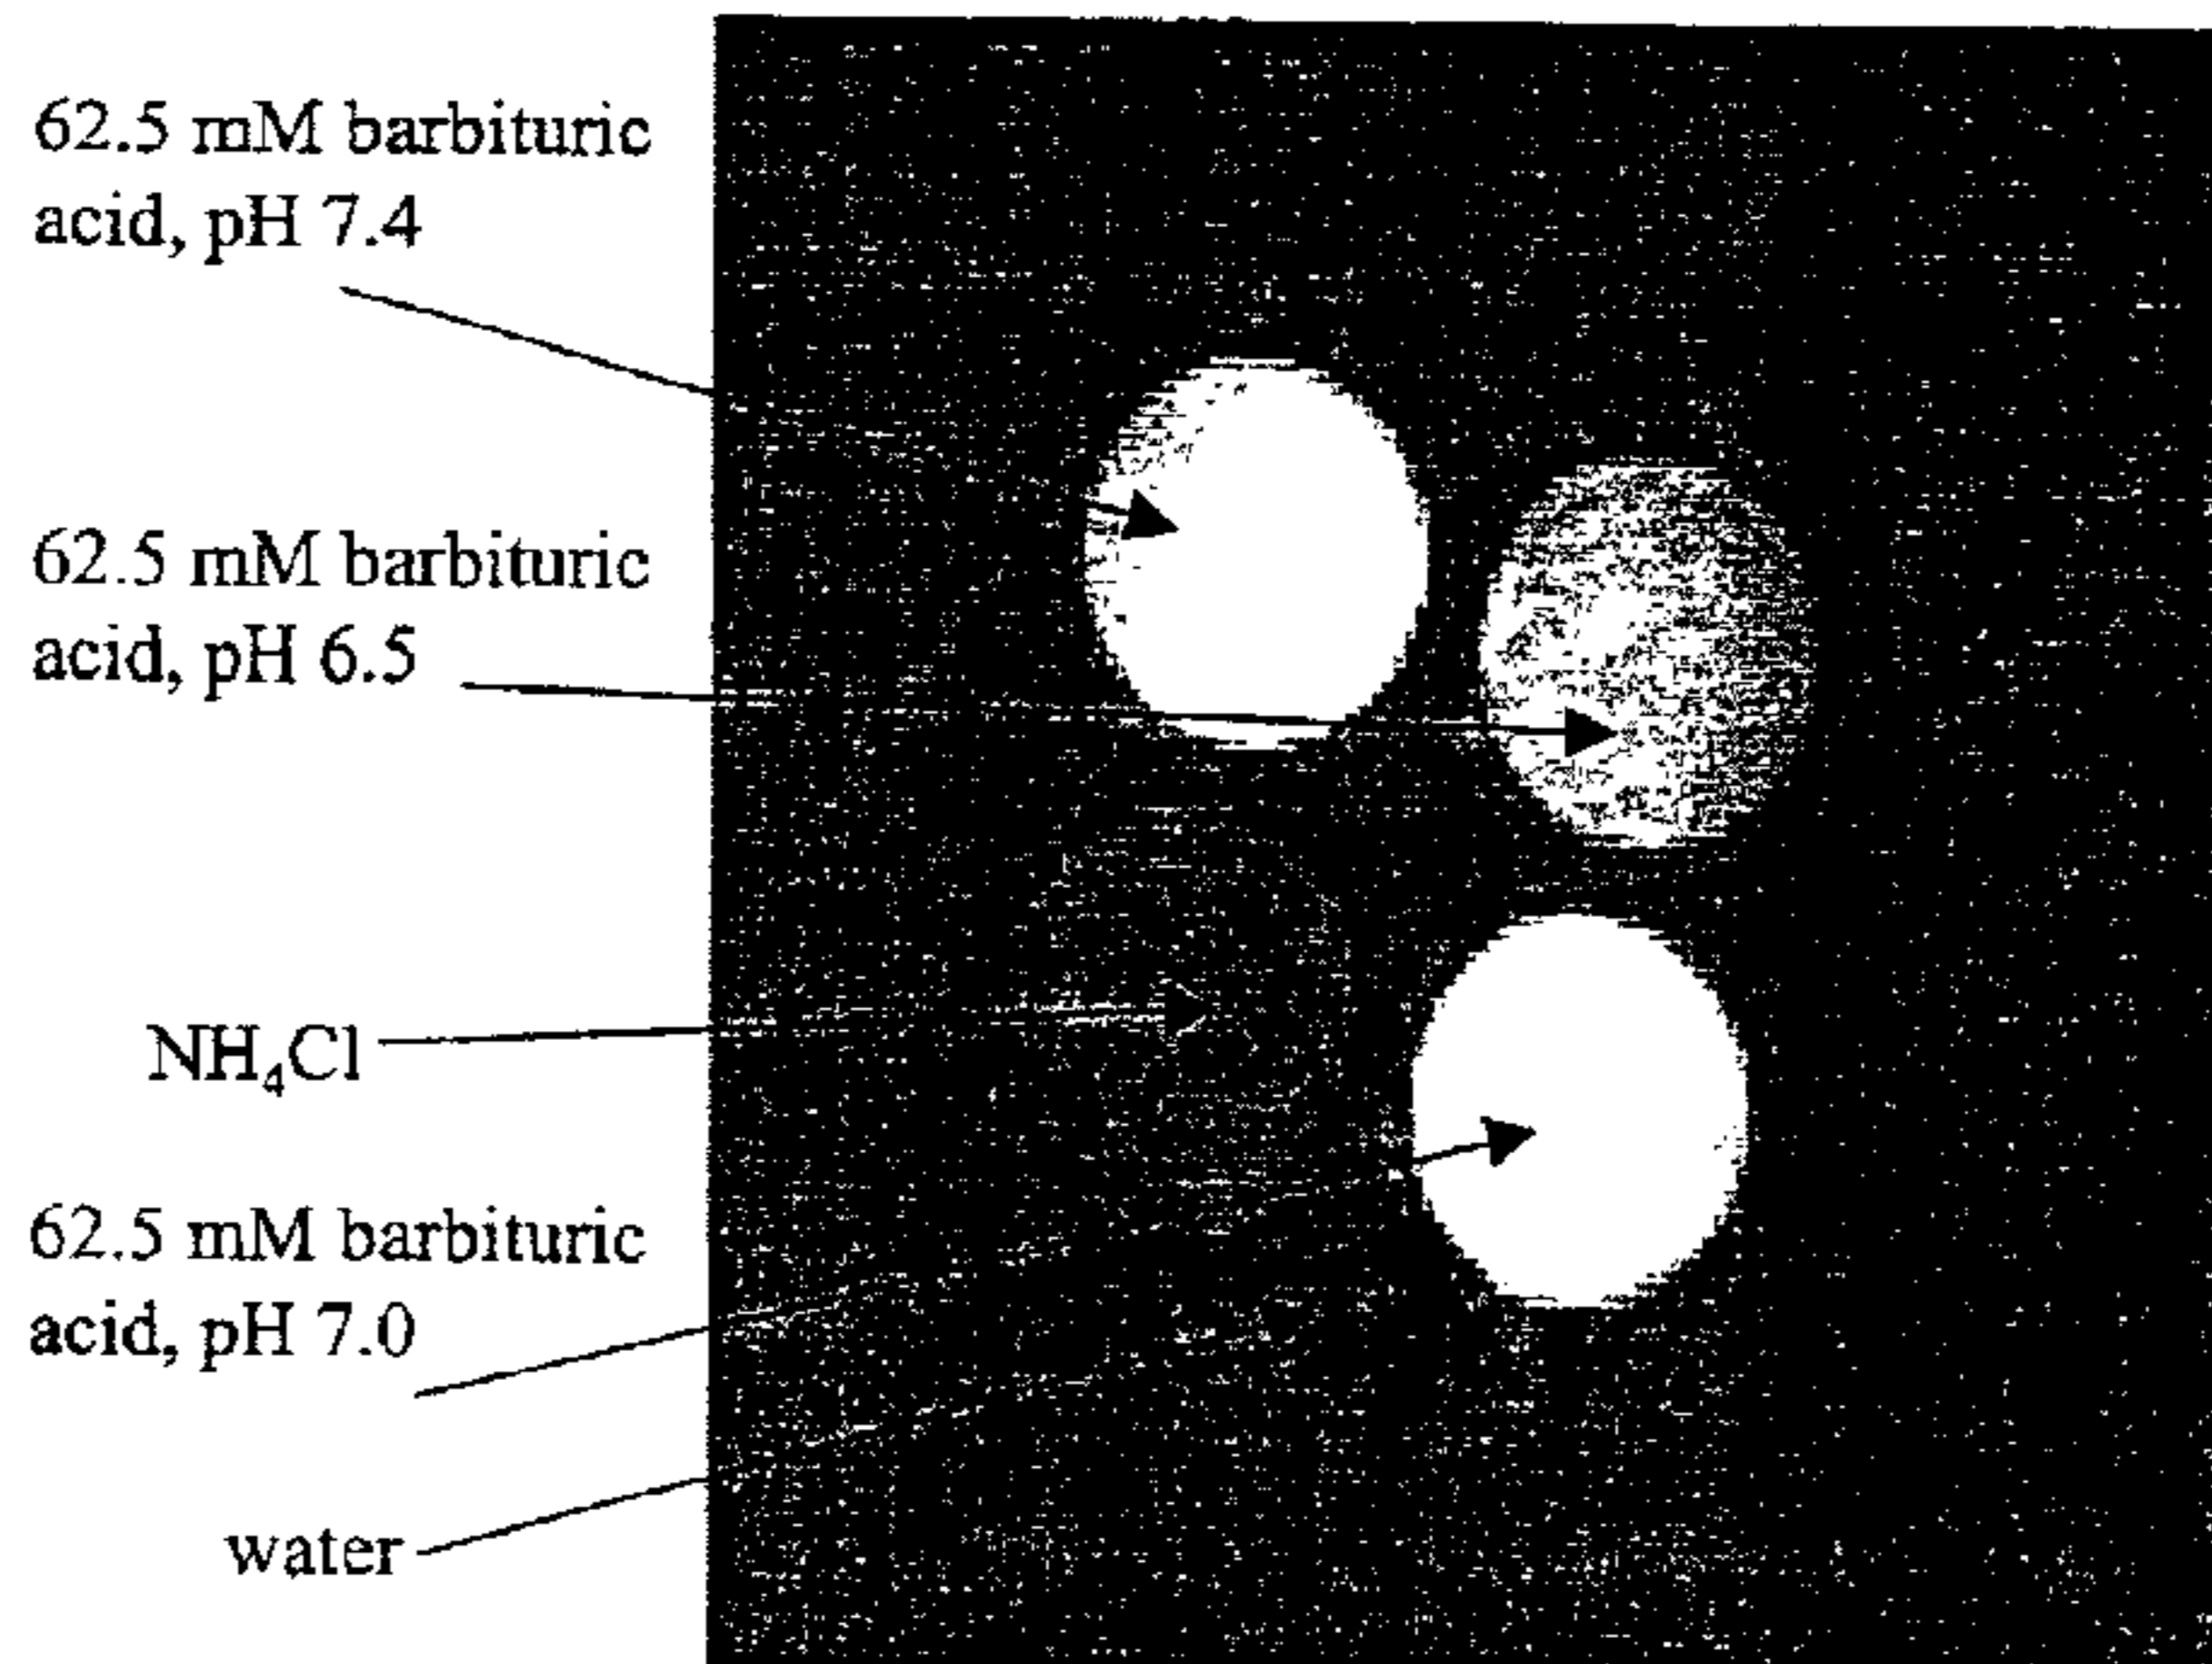 62.5 mM barbituric
acid, pH 7.4
62.5 mM barbituric
acid, pH 6.5
NH₄Cl
62.5 mM barbituric
acid, pH 7.0
water